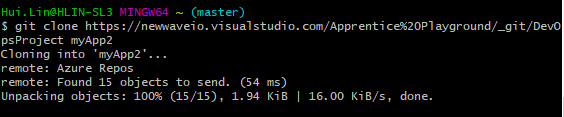 Hui.Lin@HLIN-SL3 MINGW64 ~ (master)
$ git clone https://newwaveio.visualstudio.com/Apprentice%20Playground/_git/DevO
psProject myApp2
Cloning into 'myApp2'...
remote: Azure Repos
remote: Found 15 objects to send. (54 ms)
Unpacking objects: 100% (15/15), 1.94 KiB | 16.00 KiB/s, done.